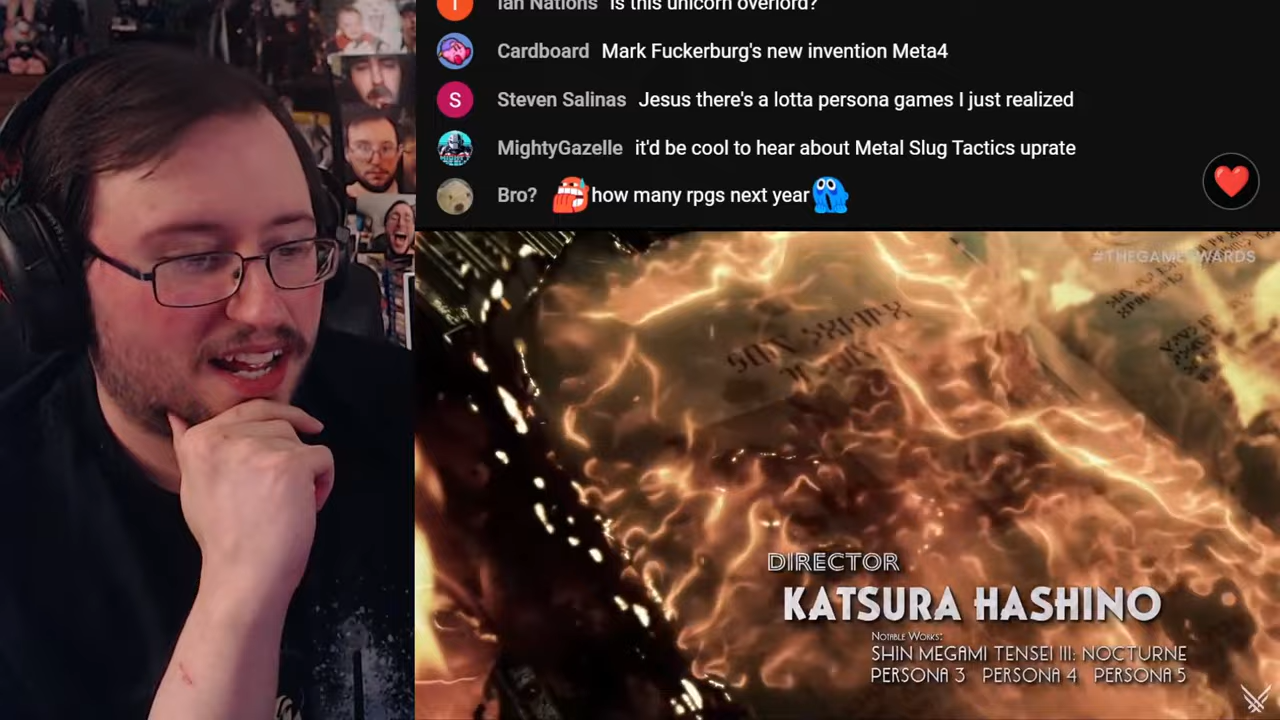 Ian Nations Is this unicorn overlord?
Cardboard Mark Fuckerburg's new invention Meta4
S
Steven Salinas Jesus there's a lotta persona games I just realized
MightyGazelle it'd be cool to hear about Metal Slug Tactics uprate
Bro? how many rpgs next year
#THEGAMEAWARDS
DIRECTOR
KATSURA HASHINO
NOTABLE WORKS:
SHIN MEGAMI TENSEI III: NOCTURNE
PERSONA 3 PERSONA 4 PERSONA 5